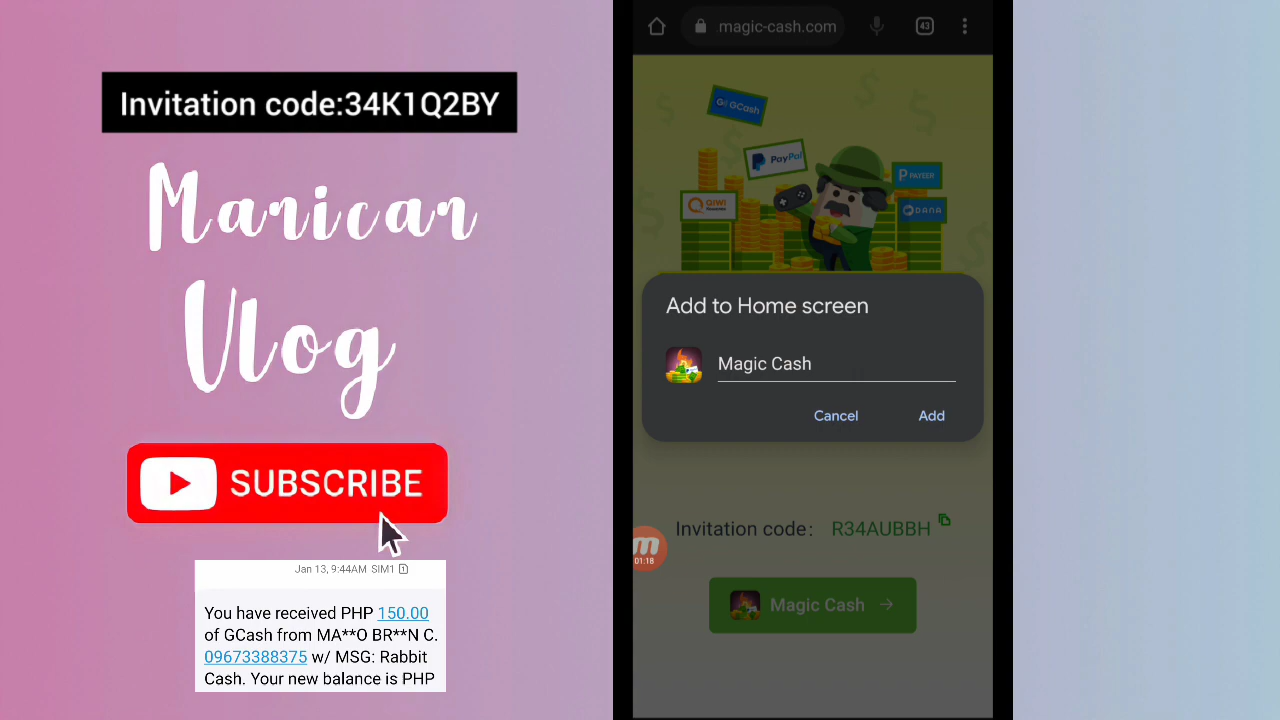 Invitation code:34K1Q2BY
Manican
Vlog
SUBSCRIBE
Jan 13, 9:44AM SIM1 1
You have received PHP 150.00
of GCash from MA**O BR**N C.
09673388375 w/ MSG: Rabbit
Cash. Your new balance is PHP
magic-cash.com
43
GCash
PayPal
PAYEER
QIWI
DANA
Add to Home screen
Magic Cash
Cancel
Add
Invitation code: R34AUBBH
01:18
Magic Cash